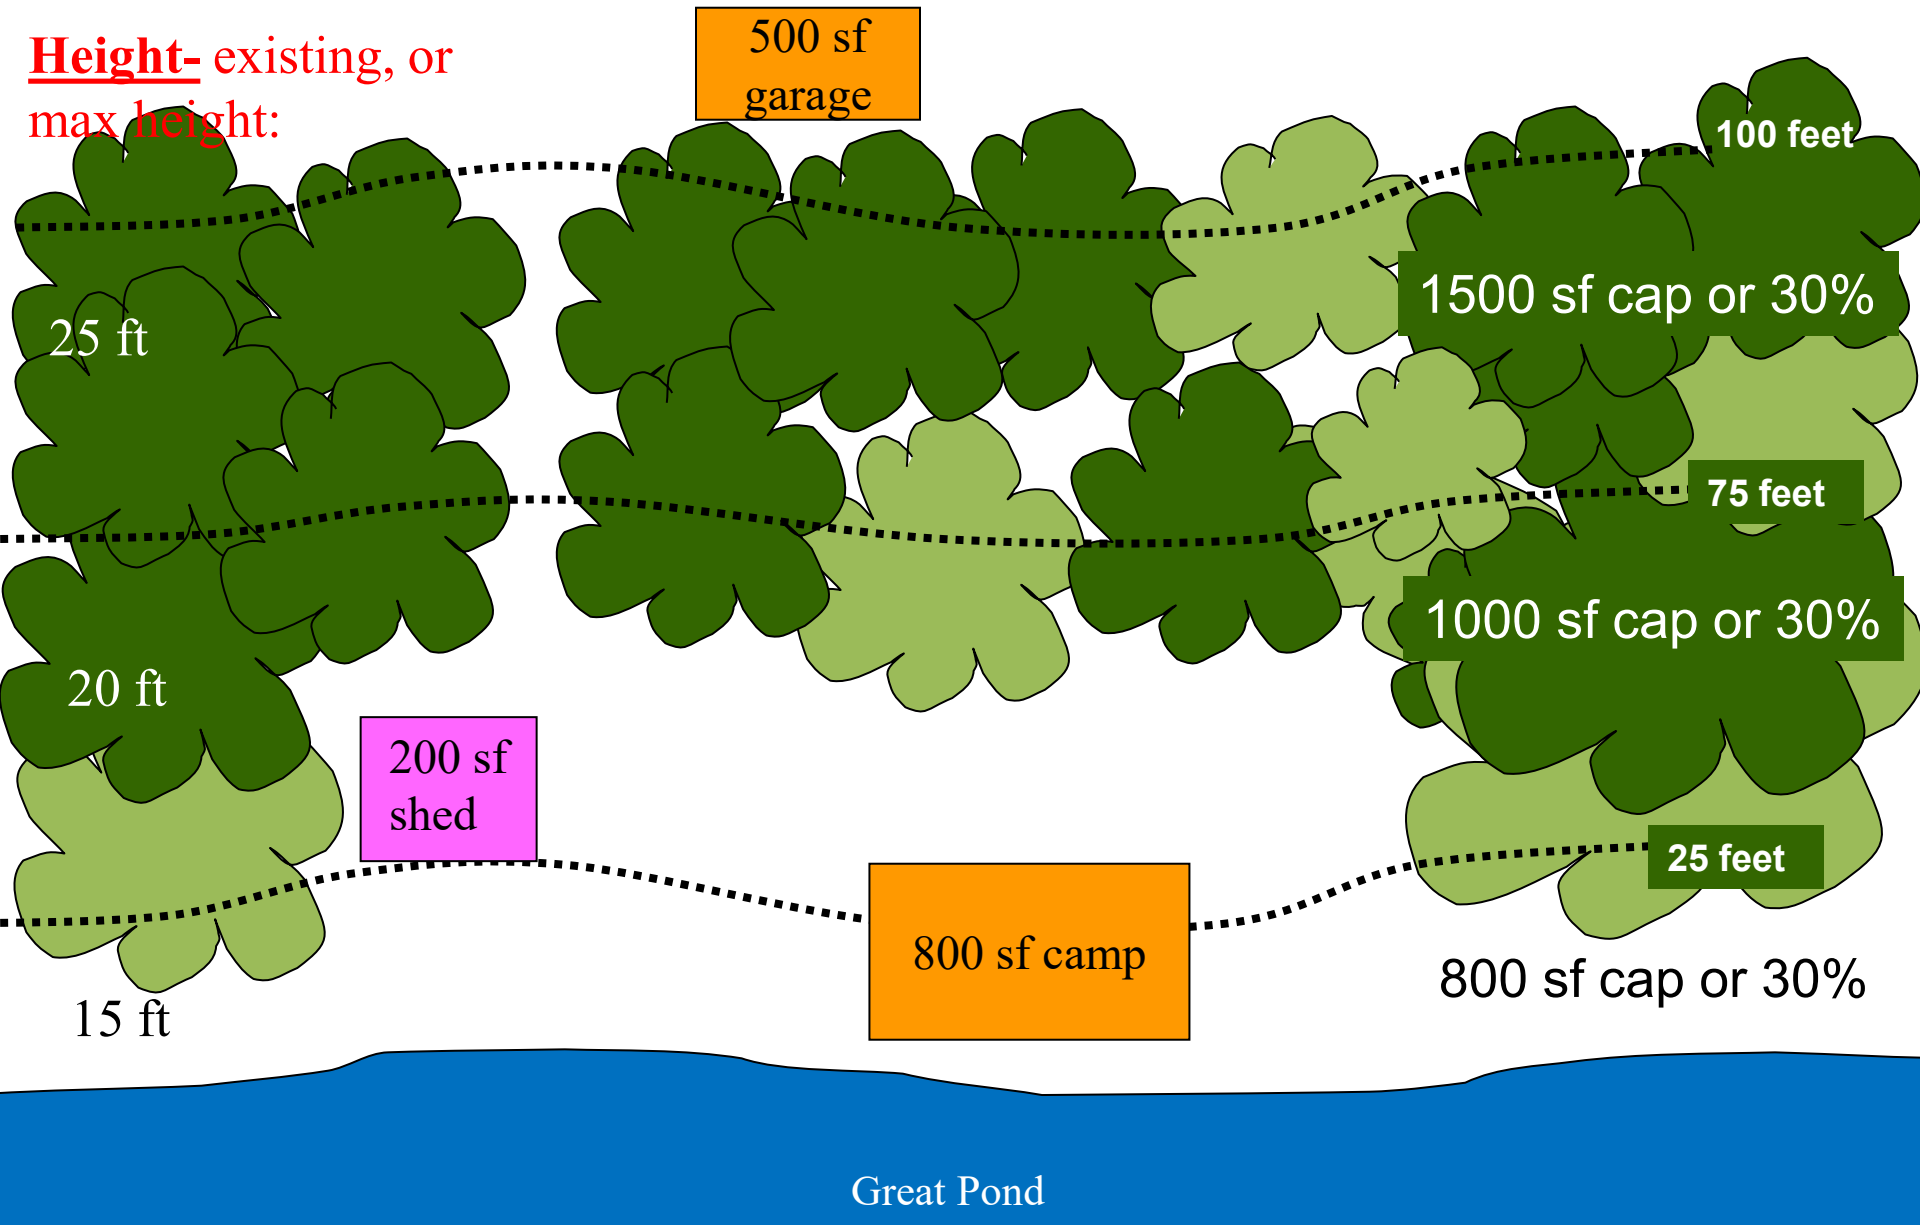 Height- existing, or
max height:
500 sf
garage
100 feet
1500 sf cap or 30%
25 ft
75 feet
1000 sf cap or 30%
20 ft
200 sf
shed
25 feet
800 sf camp
800 sf cap or 30%
15 ft
Great Pond